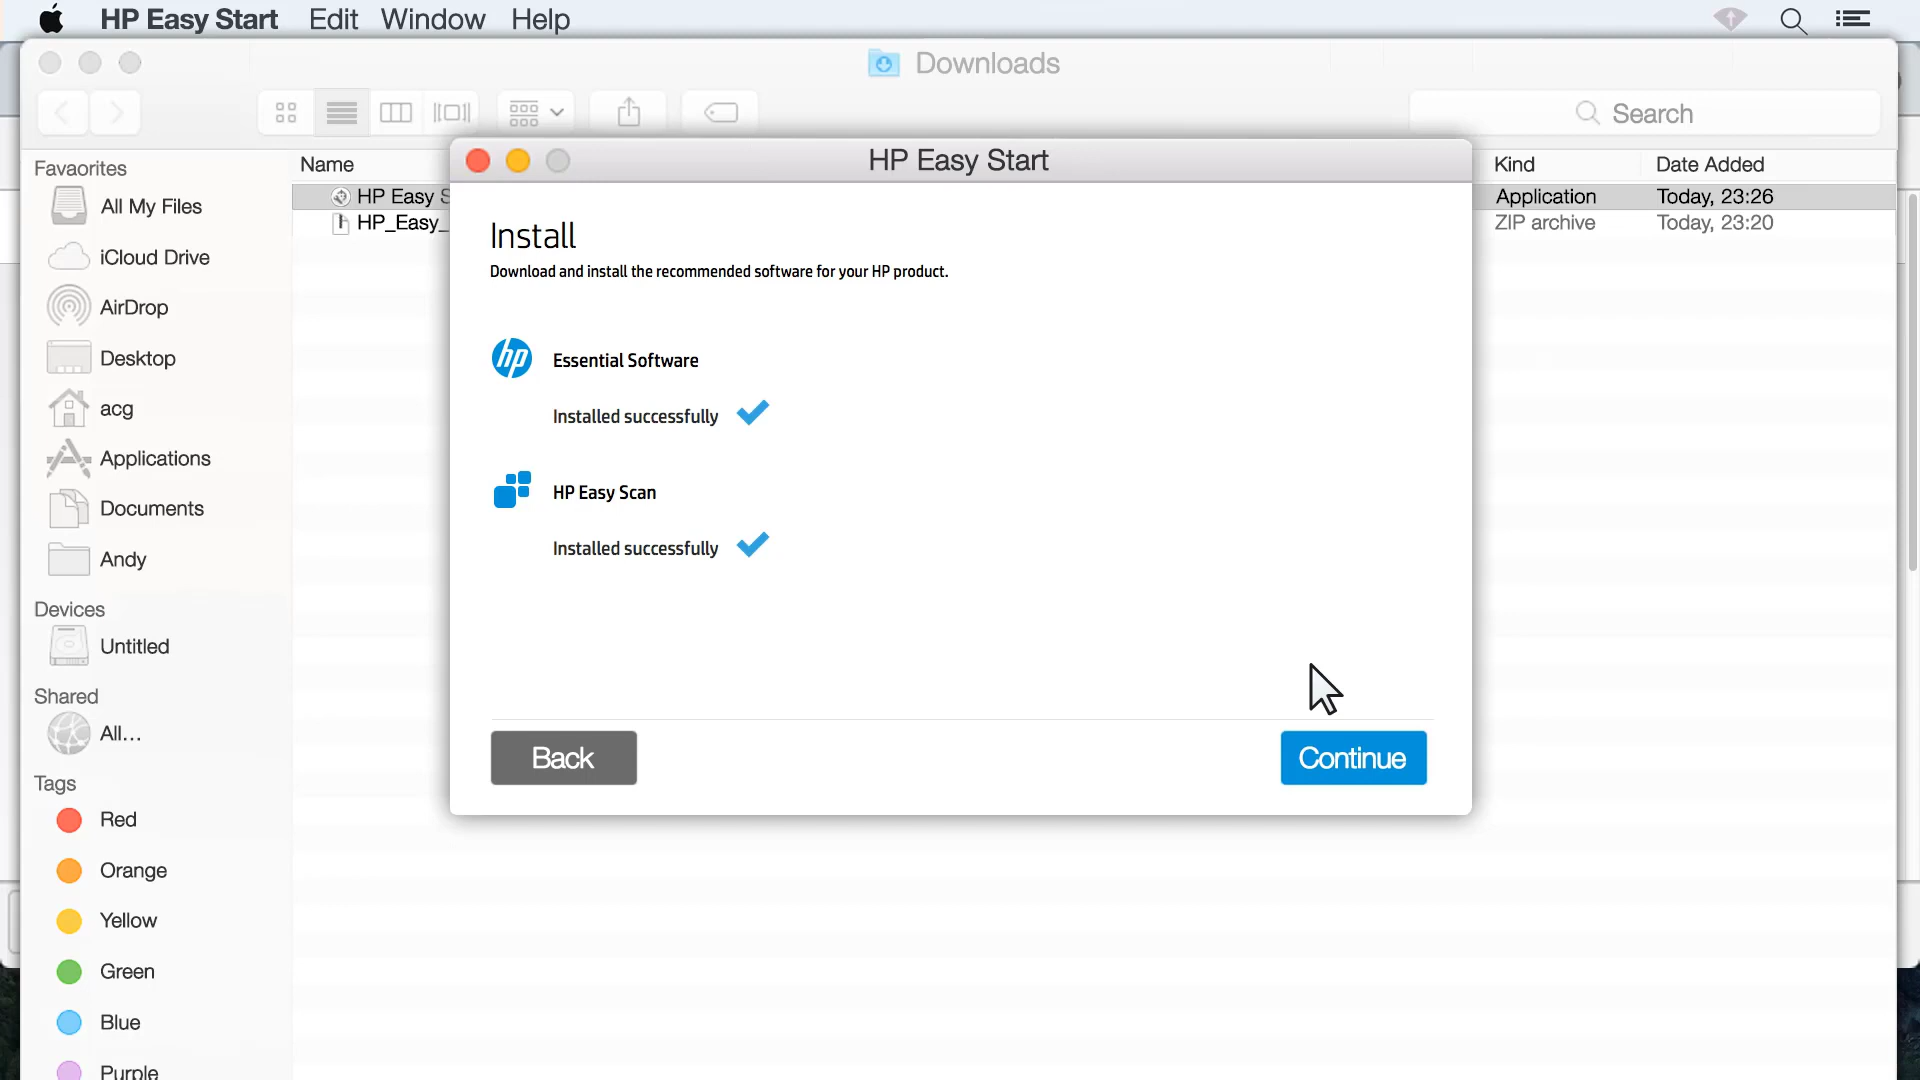 HP Easy Start Edit Window Help
Downloads
Search
Favaorites
All My Files
iCloud Drive
AirDrop
Desktop
acg
Applications
Documents
Andy
Devices
Untitled
Shared
All...
Tags
Red
Orange
Yellow
Green
Blue
Purple
Name Kind Date Added
HP Easy S Application Today, 23:26
HP_Easy_ ZIP archive Today, 23:20
HP Easy Start
Install
Download and install the recommended software for your HP product.
hp Essential Software
Installed successfully
HP Easy Scan
Installed successfully
Back Continue